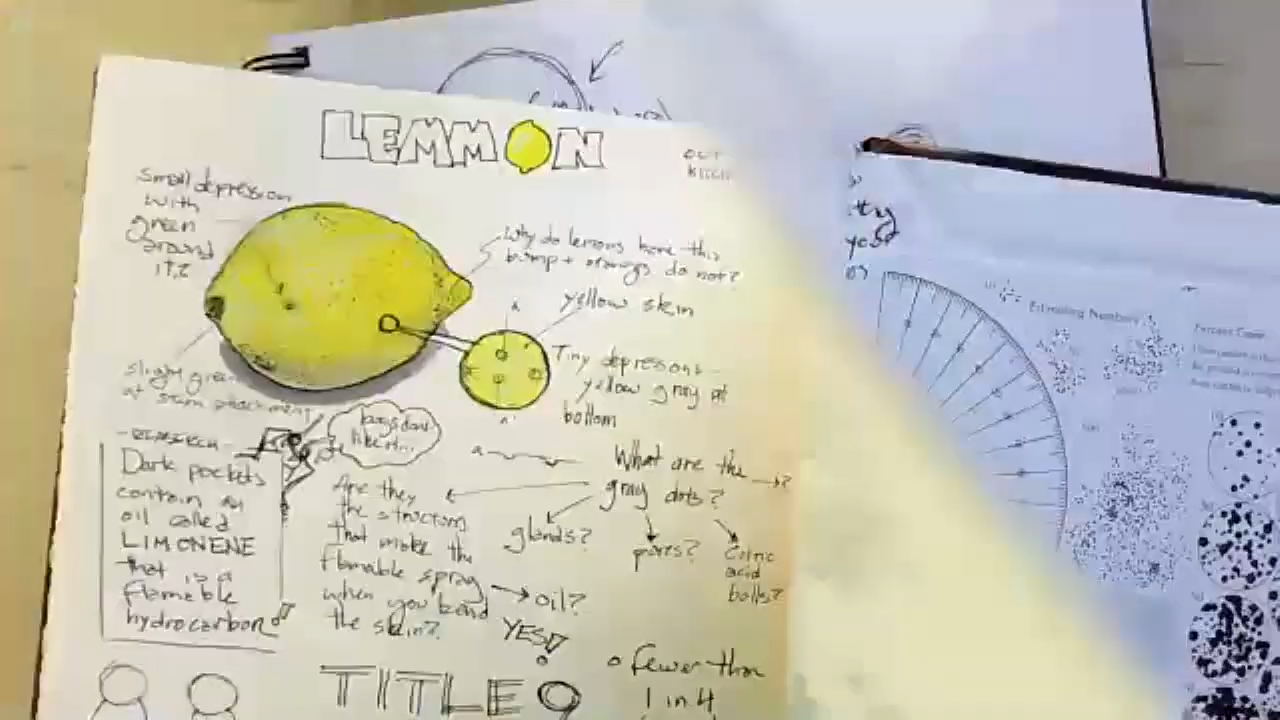 LEMMON
small depression
with
green
around
it?
Why do lemons have this
bump + oranges do not?
yellow skin
Tiny depressions
yellow gray at
bottom
slight green
at stem attachment
bugs don't
like it...
- RESEARCH -
Dark pockets
contain an
oil called
LIMONENE
that is a
flamable
hydrocarbon
What are the
gray dots?
glands?
pores?
Citric
acid
balls?
Are they
the structures
that make the
flamable spray
when you bend
the skin?
oil?
YES!
TITLE 9
Fewer than
1 in 4
Estimating Numbers